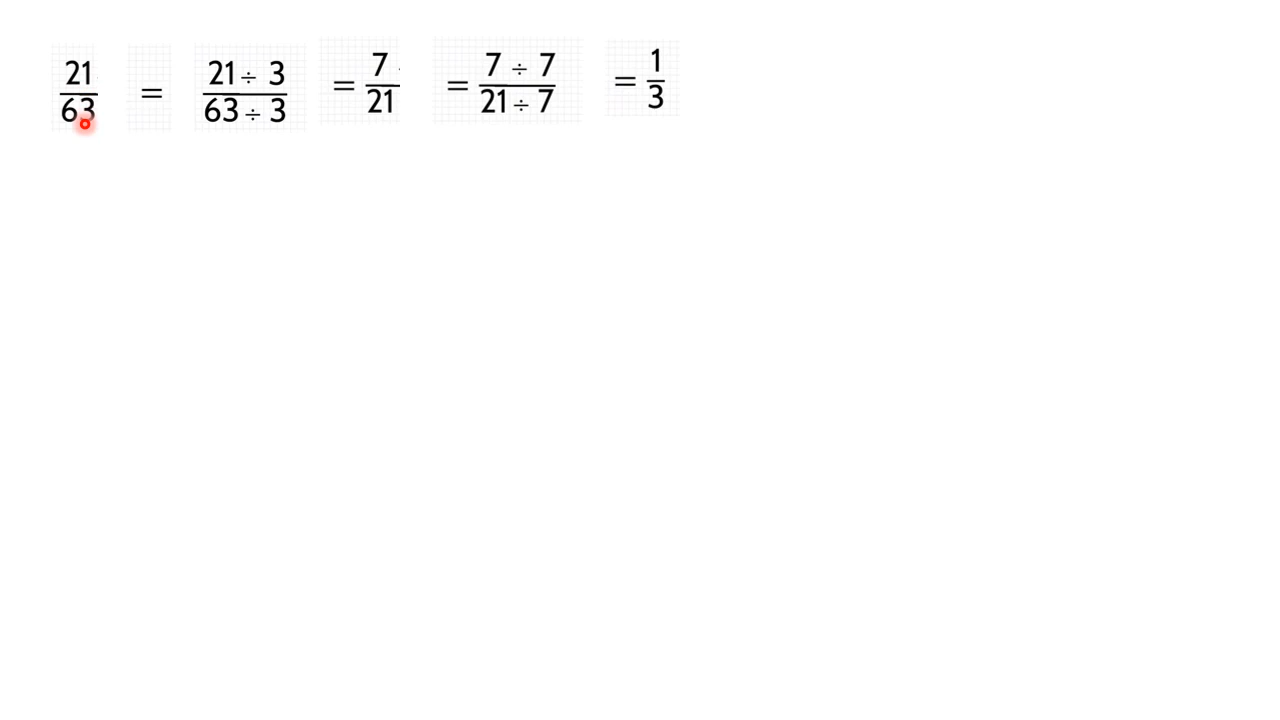 21/63 = 21 ÷ 3/63 ÷ 3 = 7/21 = 7 ÷ 7/21 ÷ 7 = 1/3